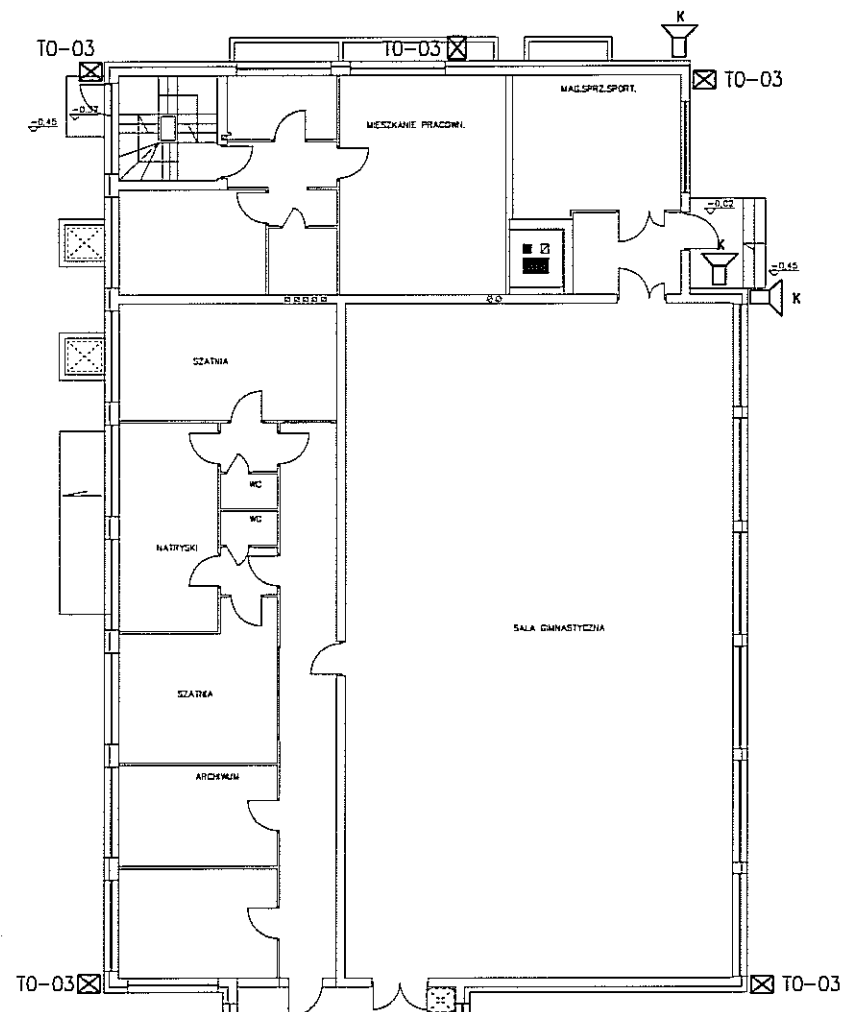 K
TO-03
TO-03
TO-03
MAG.SPRZ.SPORT.
-0,32
-0,45
MIESZKANIE PRACOWN.
-0,02
K
-0,45
K
SZATNIA
WC
WC
NATRYSKI
SALA GIMNASTYCZNA
SZATNIA
ARCHIWUM
TO-03
TO-03